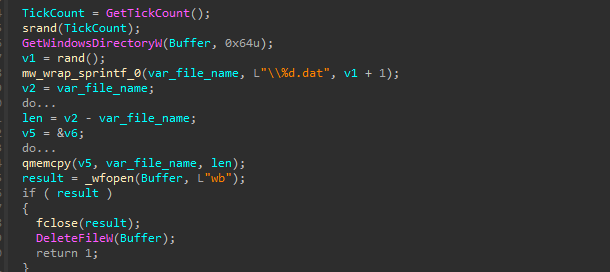 TickCount = GetTickCount();
srand(TickCount);
GetWindowsDirectoryW(Buffer, 0x64u);
v1 = rand();
mw_wrap_sprintf_0(var_file_name, L"\\%d.dat", v1 + 1);
v2 = var_file_name;
do...
len = v2 - var_file_name;
v5 = &v6;
do...
qmemcpy(v5, var_file_name, len);
result = _wfopen(Buffer, L"wb");
if ( result )
{
fclose(result);
DeleteFileW(Buffer);
return 1;
}